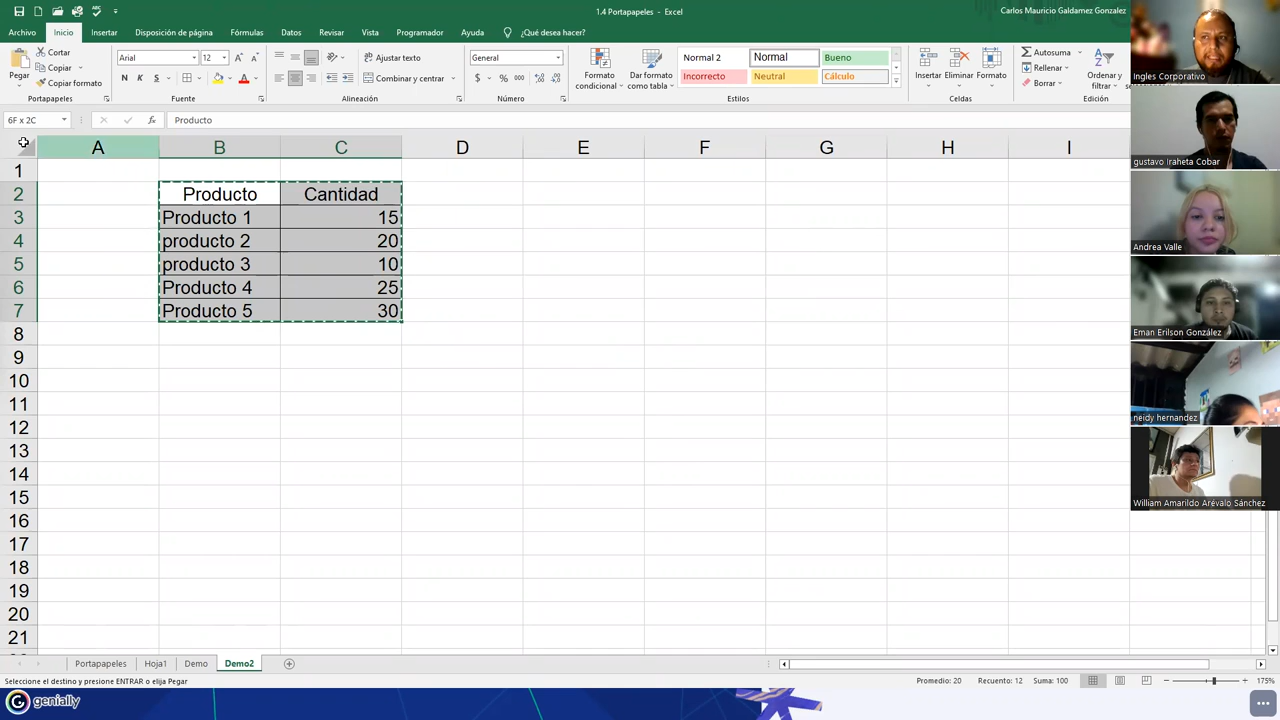 1.4 Portapapeles - Excel
Carlos Mauricio Galdamez Gonzalez
Archivo Inicio Insertar Disposición de página Fórmulas Datos Revisar Vista Programador Ayuda ¿Qué desea hacer?
Pegar
Cortar
Copiar
Copiar formato
Portapapeles
Arial 12
N K S
Fuente
Ajustar texto
Combinar y centrar
Alineación
General
$ % 000
Número
Formato condicional
Dar formato como tabla
Normal 2 Normal Bueno
Incorrecto Neutral Cálculo
Estilos
Insertar Eliminar Formato
Celdas
Autosuma
Rellenar
Borrar
Ordenar y filtrar
Edición
6F x 2C
fx
Producto
A B C D E F G H I
1
2 Producto Cantidad
3 Producto 1 15
4 producto 2 20
5 producto 3 10
6 Producto 4 25
7 Producto 5 30
8
9
10
11
12
13
14
15
16
17
18
19
20
21
Portapapeles Hoja1 Demo Demo2
Seleccione el destino y presione ENTRAR o elija Pegar
Promedio: 20 Recuento: 12 Suma: 100
175%
genially
Ingles Corporativo
gustavo Iraheta Cobar
Andrea Valle
Eman Erilson González
neidy hernandez
William Amarildo Arévalo Sánchez